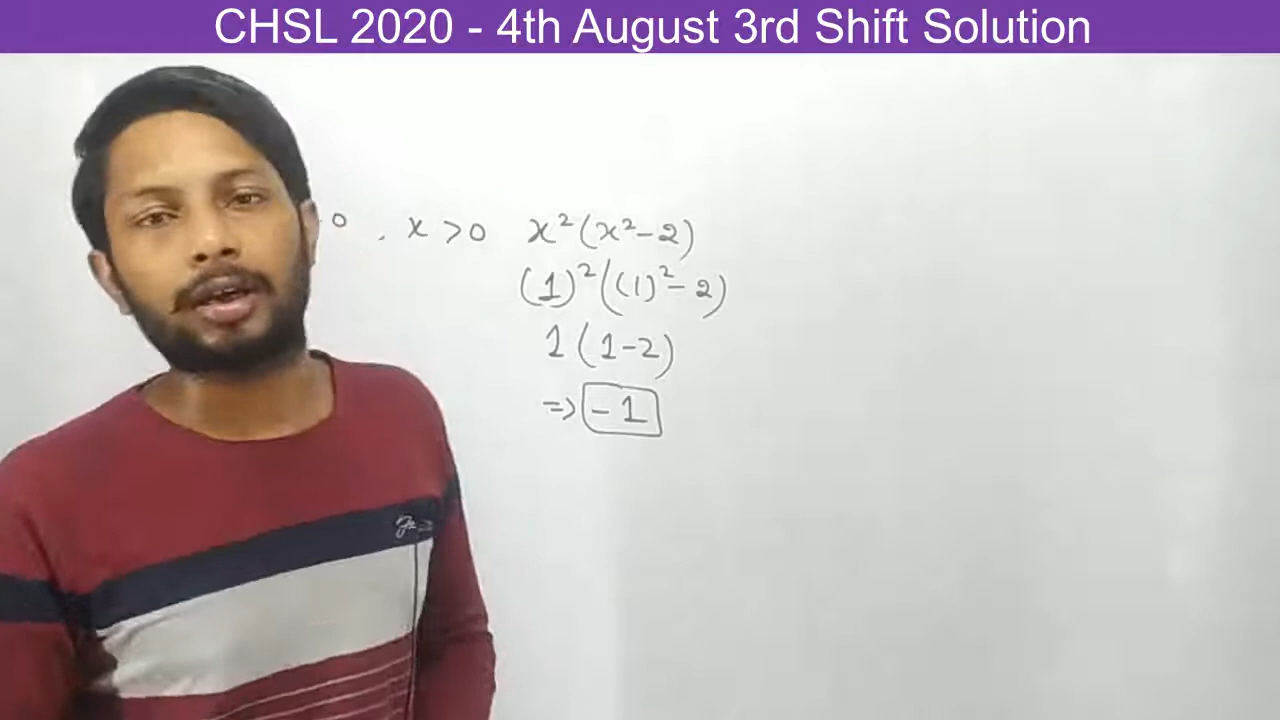 CHSL 2020 - 4th August 3rd Shift Solution
0 . x > 0 x²(x²-2)
(1)²((1)²-2)
1(1-2)
=> -1